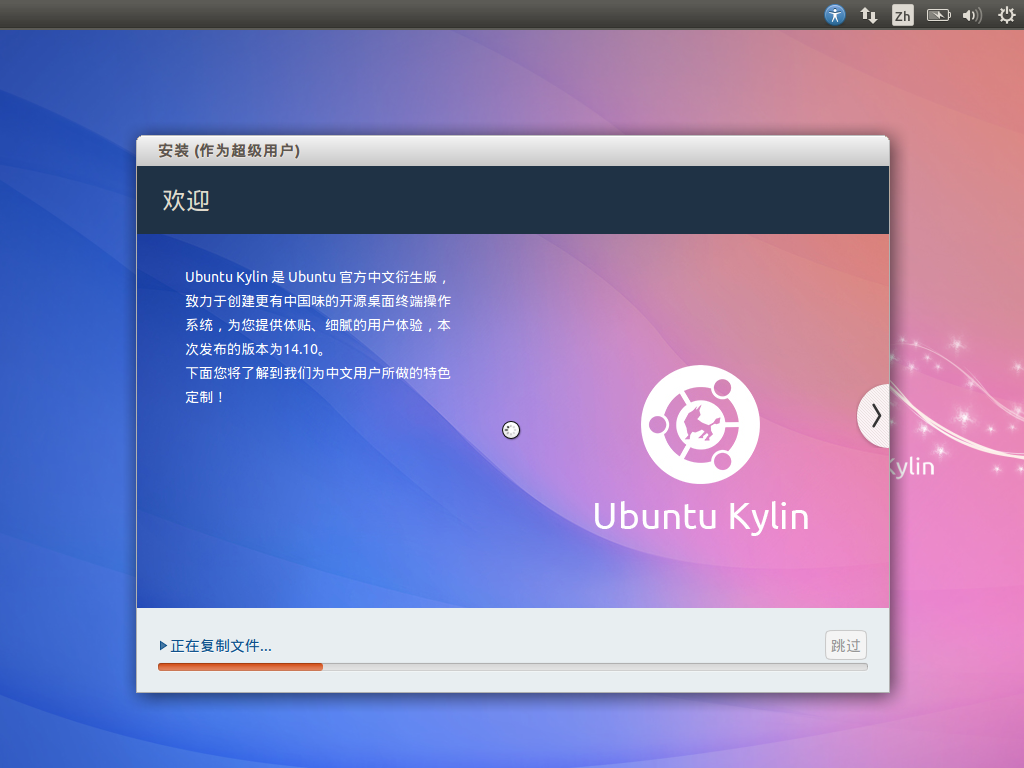 Zh
安装 (作为超级用户)
欢迎
Ubuntu Kylin 是 Ubuntu 官方中文衍生版，
致力于创建更有中国味的开源桌面终端操作
系统，为您提供体贴、细腻的用户体验，本
次发布的版本为14.10。
下面您将了解到我们为中文用户所做的特色
定制！
Kylin
Ubuntu Kylin
正在复制文件...
跳过